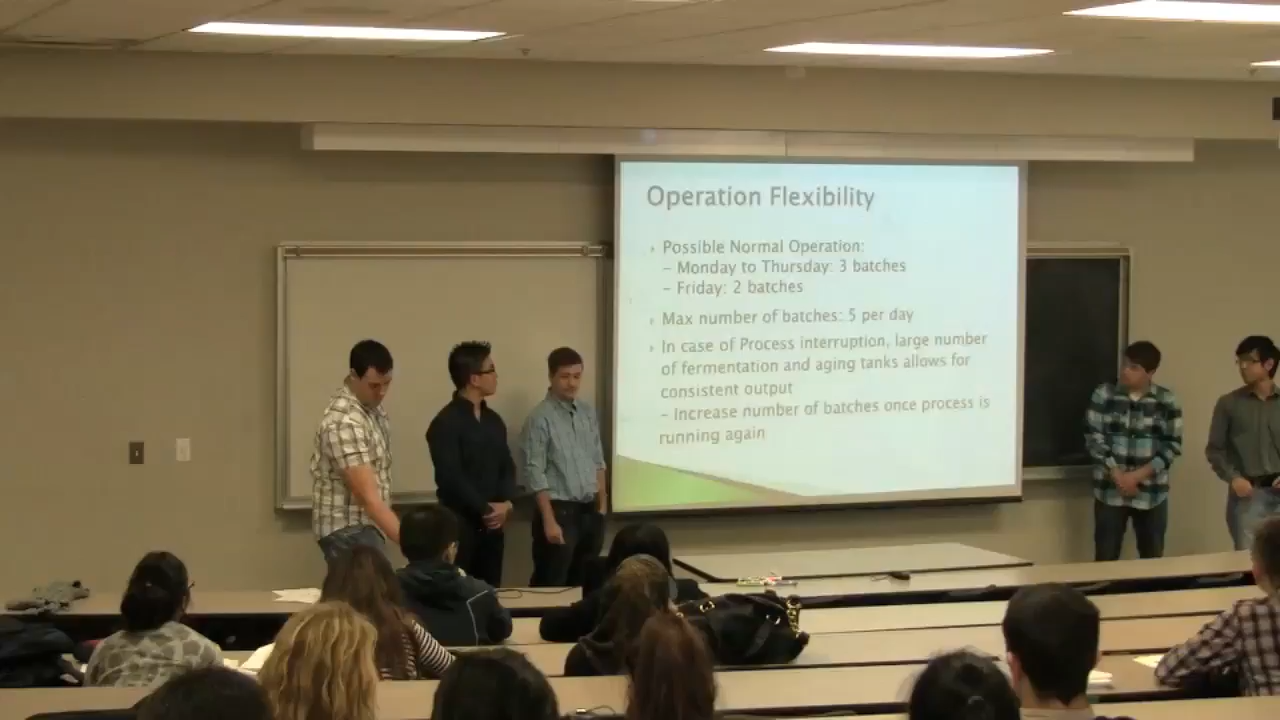 Operation Flexibility
Possible Normal Operation:
– Monday to Thursday: 3 batches
– Friday: 2 batches
Max number of batches: 5 per day
In case of Process interruption, large number
of fermentation and aging tanks allows for
consistent output
– Increase number of batches once process is
running again